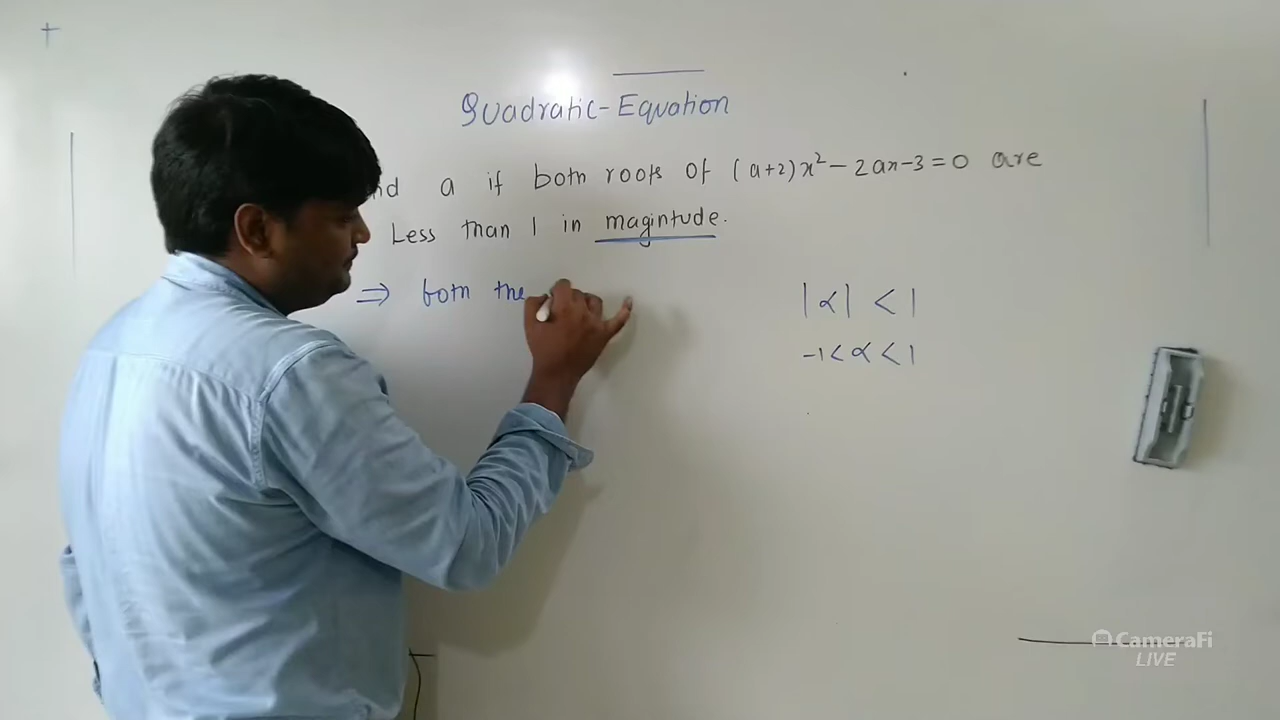 Quadratic-Equation
nd a if both roots of (a+2)x² - 2ax-3=0 are
Less than 1 in magintude.
⇒ both the
|α| < 1
-1 < α < 1
CameraFi
LIVE